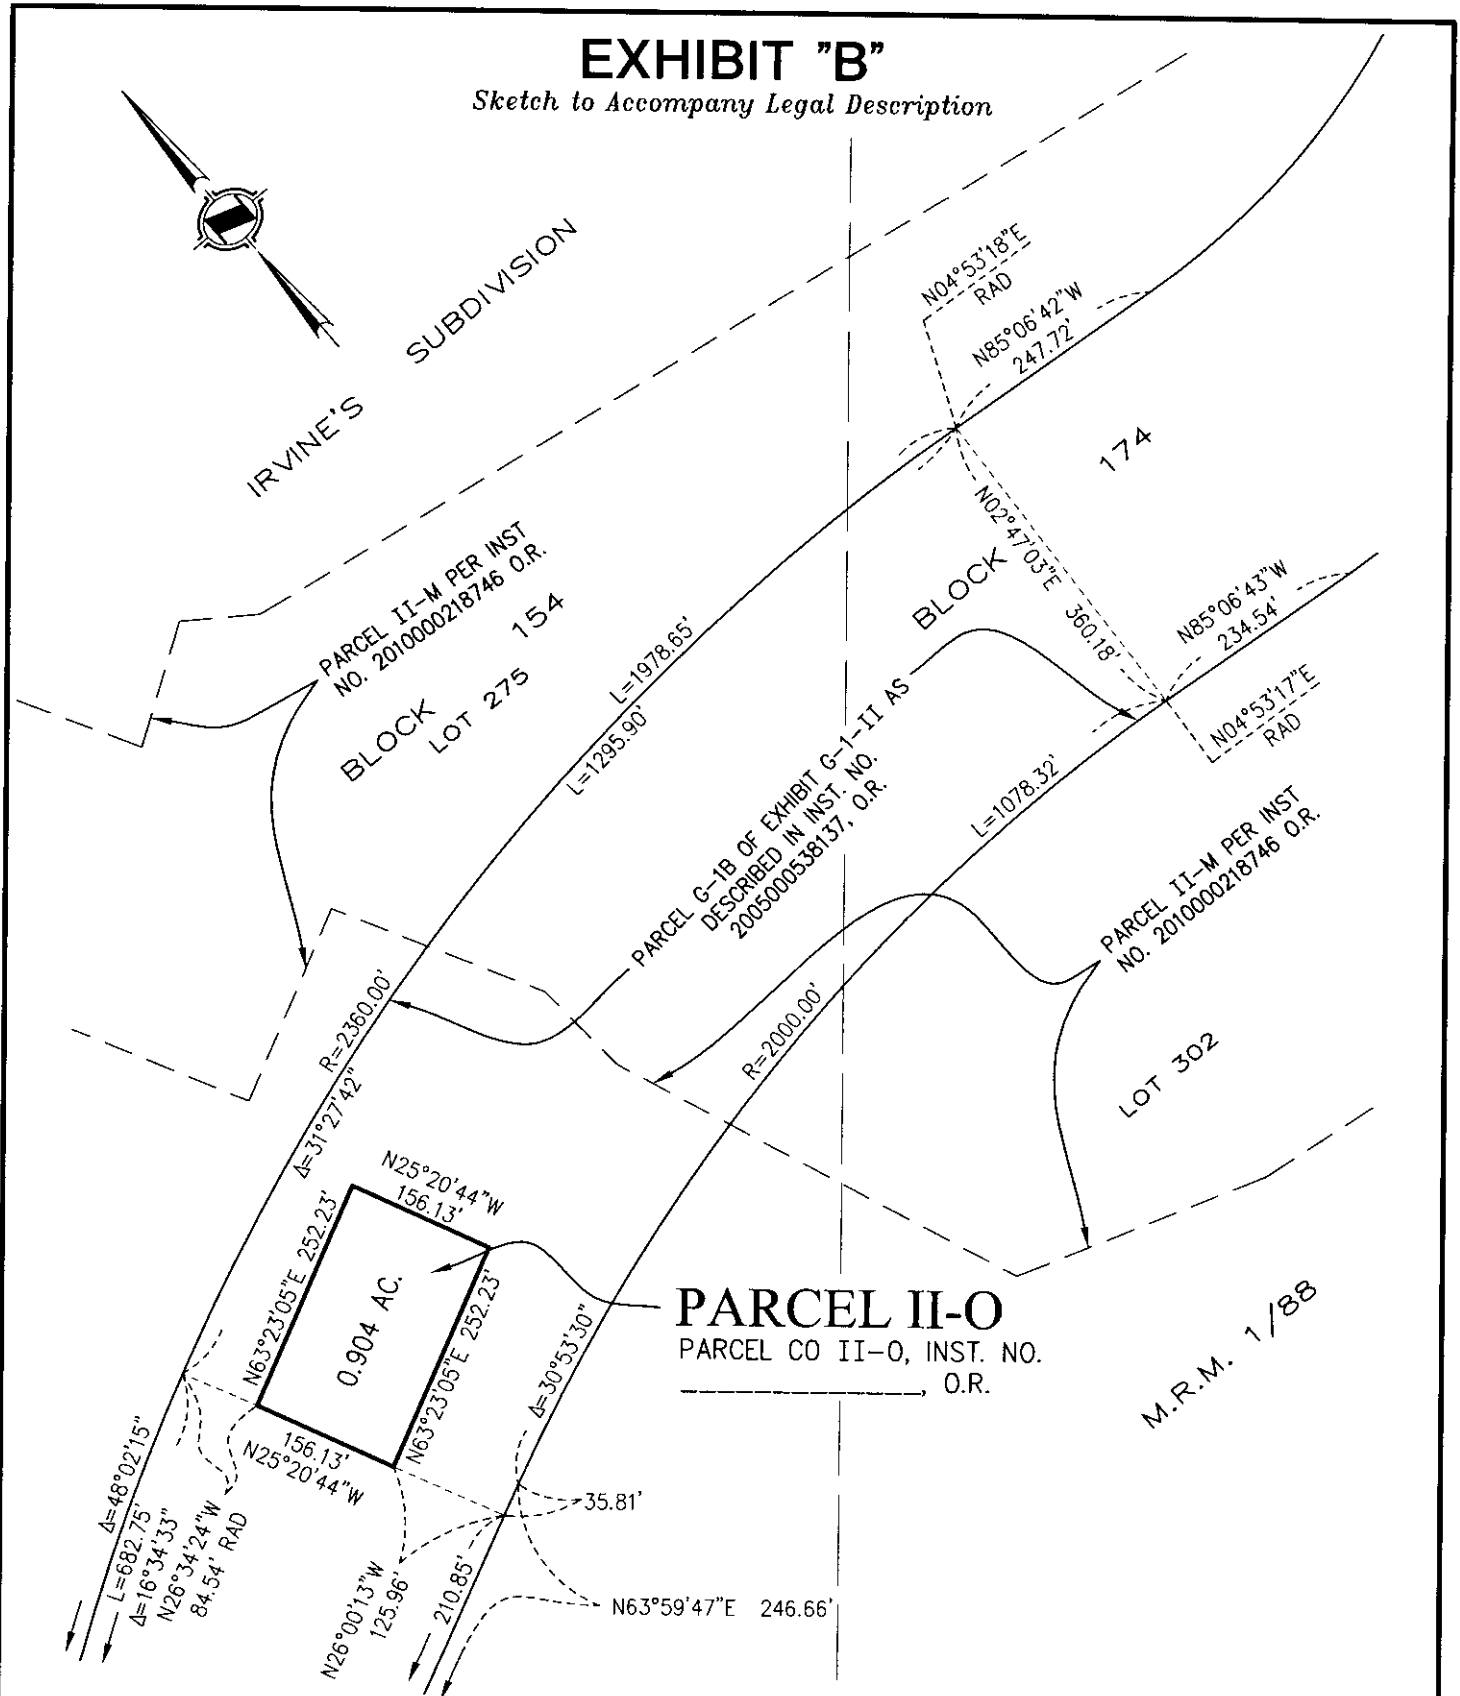 EXHIBIT "B"
Sketch to Accompany Legal Description
IRVINE'S SUBDIVISION
N04°53'18"E
RAD
N85°06'42"W
247.72'
174
BLOCK
N02°47'03"E 360.18'
N85°06'43"W
234.54'
N04°53'17"E
RAD
PARCEL II-M PER INST
NO. 2010000218746 O.R.
BLOCK 154
LOT 275
L=1978.65'
L=1295.90'
PARCEL G-1B OF EXHIBIT G-1-II AS
DESCRIBED IN INST. NO.
2005000538137, O.R.
L=1078.32'
PARCEL II-M PER INST
NO. 2010000218746 O.R.
LOT 302
R=2360.00'
Δ=31°27'42"
R=2000.00'
N25°20'44"W
156.13'
N63°23'05"E 252.23'
0.904 AC.
N63°23'05"E 252.23'
156.13'
N25°20'44"W
PARCEL II-O
PARCEL CO II-O, INST. NO.
______________, O.R.
Δ=30°53'30"
M.R.M. 1/88
Δ=48°02'15"
L=682.75'
Δ=16°34'33"
N26°34'24"W
84.54' RAD
N26°00'13"W
125.96'
210.85'
35.81'
N63°59'47"E 246.66'